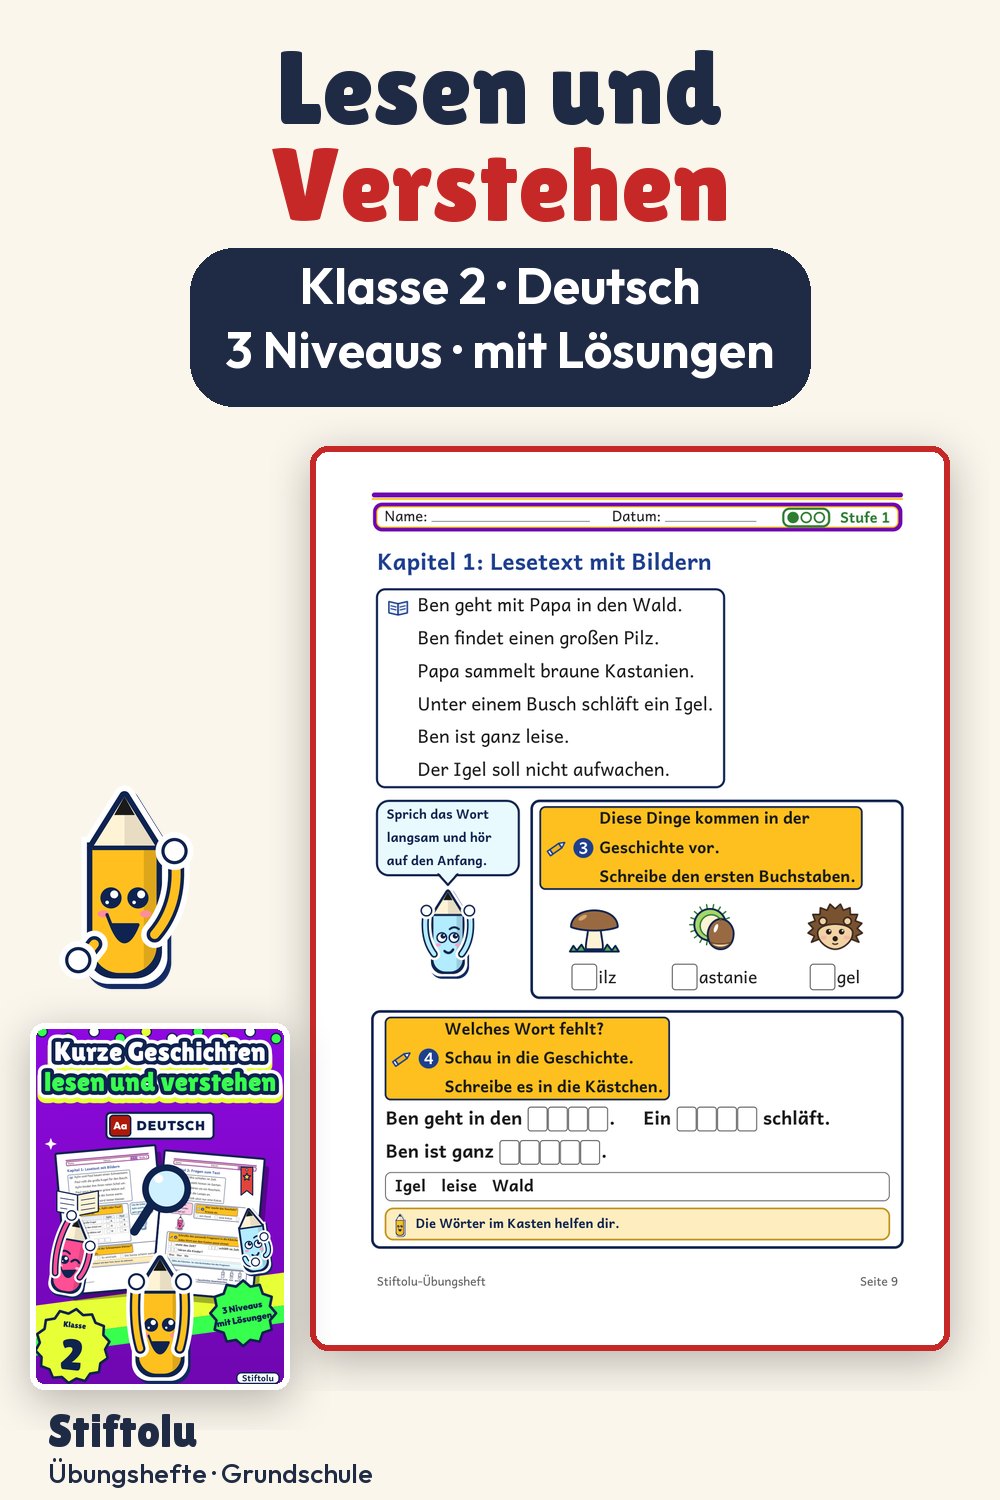 Lesen und
Verstehen
Klasse 2 · Deutsch
3 Niveaus · mit Lösungen
Name:
Datum:
Stufe 1
Kapitel 1: Lesetext mit Bildern
Ben geht mit Papa in den Wald.
Ben findet einen großen Pilz.
Papa sammelt braune Kastanien.
Unter einem Busch schläft ein Igel.
Ben ist ganz leise.
Der Igel soll nicht aufwachen.
Sprich das Wort
langsam und hör
auf den Anfang.
Diese Dinge kommen in der
3 Geschichte vor.
Schreibe den ersten Buchstaben.
ilz
astanie
gel
Welches Wort fehlt?
4 Schau in die Geschichte.
Schreibe es in die Kästchen.
Ben geht in den . Ein schläft.
Ben ist ganz .
Igel leise Wald
Die Wörter im Kasten helfen dir.
Stiftolu-Übungsheft
Seite 9
Kurze Geschichten
lesen und verstehen
Aa DEUTSCH
Kapitel 1: Lesetext mit Bildern
3 Niveaus
mit Lösungen
Klasse
2
Stiftolu
Stiftolu
Übungshefte · Grundschule